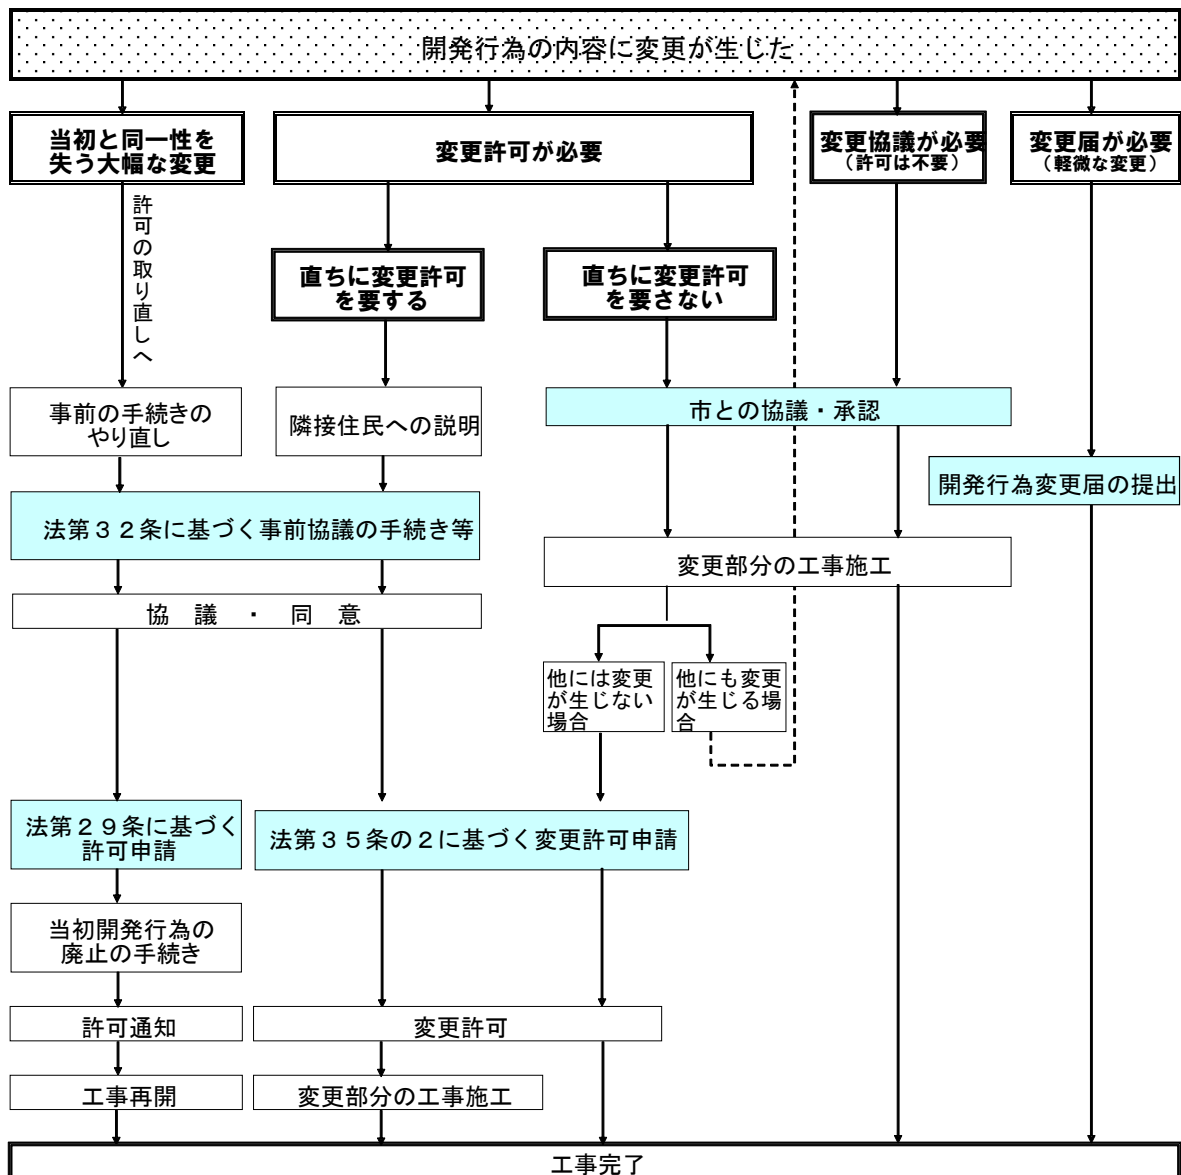 開発行為の内容に変更が生じた
当初と同一性を
失う大幅な変更
変更許可が必要
変更協議が必要
(許可は不要)
変更届が必要
(軽微な変更)
許可の取り直しへ
直ちに変更許可
を要する
直ちに変更許可
を要さない
事前の手続きの
やり直し
隣接住民への説明
市との協議・承認
開発行為変更届の提出
法第32条に基づく事前協議の手続き等
変更部分の工事施工
協 議 ・ 同 意
他には変更
が生じない
場合
他にも変更
が生じる場
合
法第29条に基づく
許可申請
法第35条の2に基づく変更許可申請
当初開発行為の
廃止の手続き
許可通知
変更許可
工事再開
変更部分の工事施工
工事完了